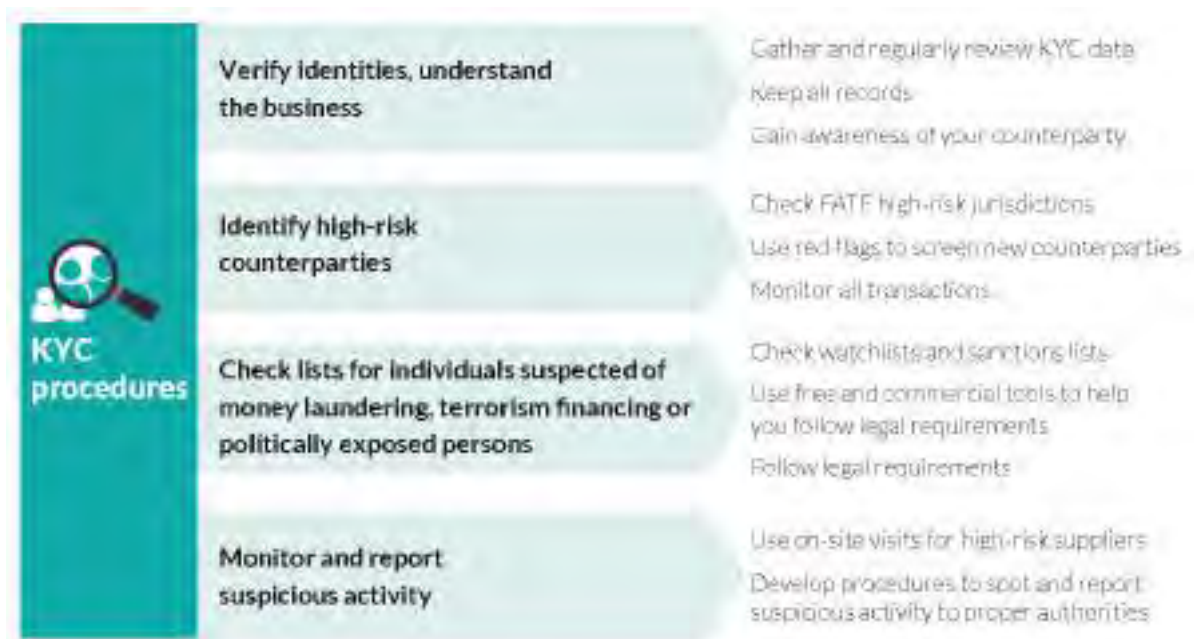 KYC
procedures
Verify identities, understand
the business
Gather and regularly review KYC data
Keep all records
Gain awareness of your counterparty
Identify high-risk
counterparties
Check FATF high-risk jurisdictions
Use red flags to screen new counterparties
Monitor all transactions
Check lists for individuals suspected of
money laundering, terrorism financing or
politically exposed persons
Check watchlists and sanctions lists
Use free and commercial tools to help
you follow legal requirements
Follow legal requirements
Monitor and report
suspicious activity
Use on-site visits for high-risk suppliers
Develop procedures to spot and report
suspicious activity to proper authorities